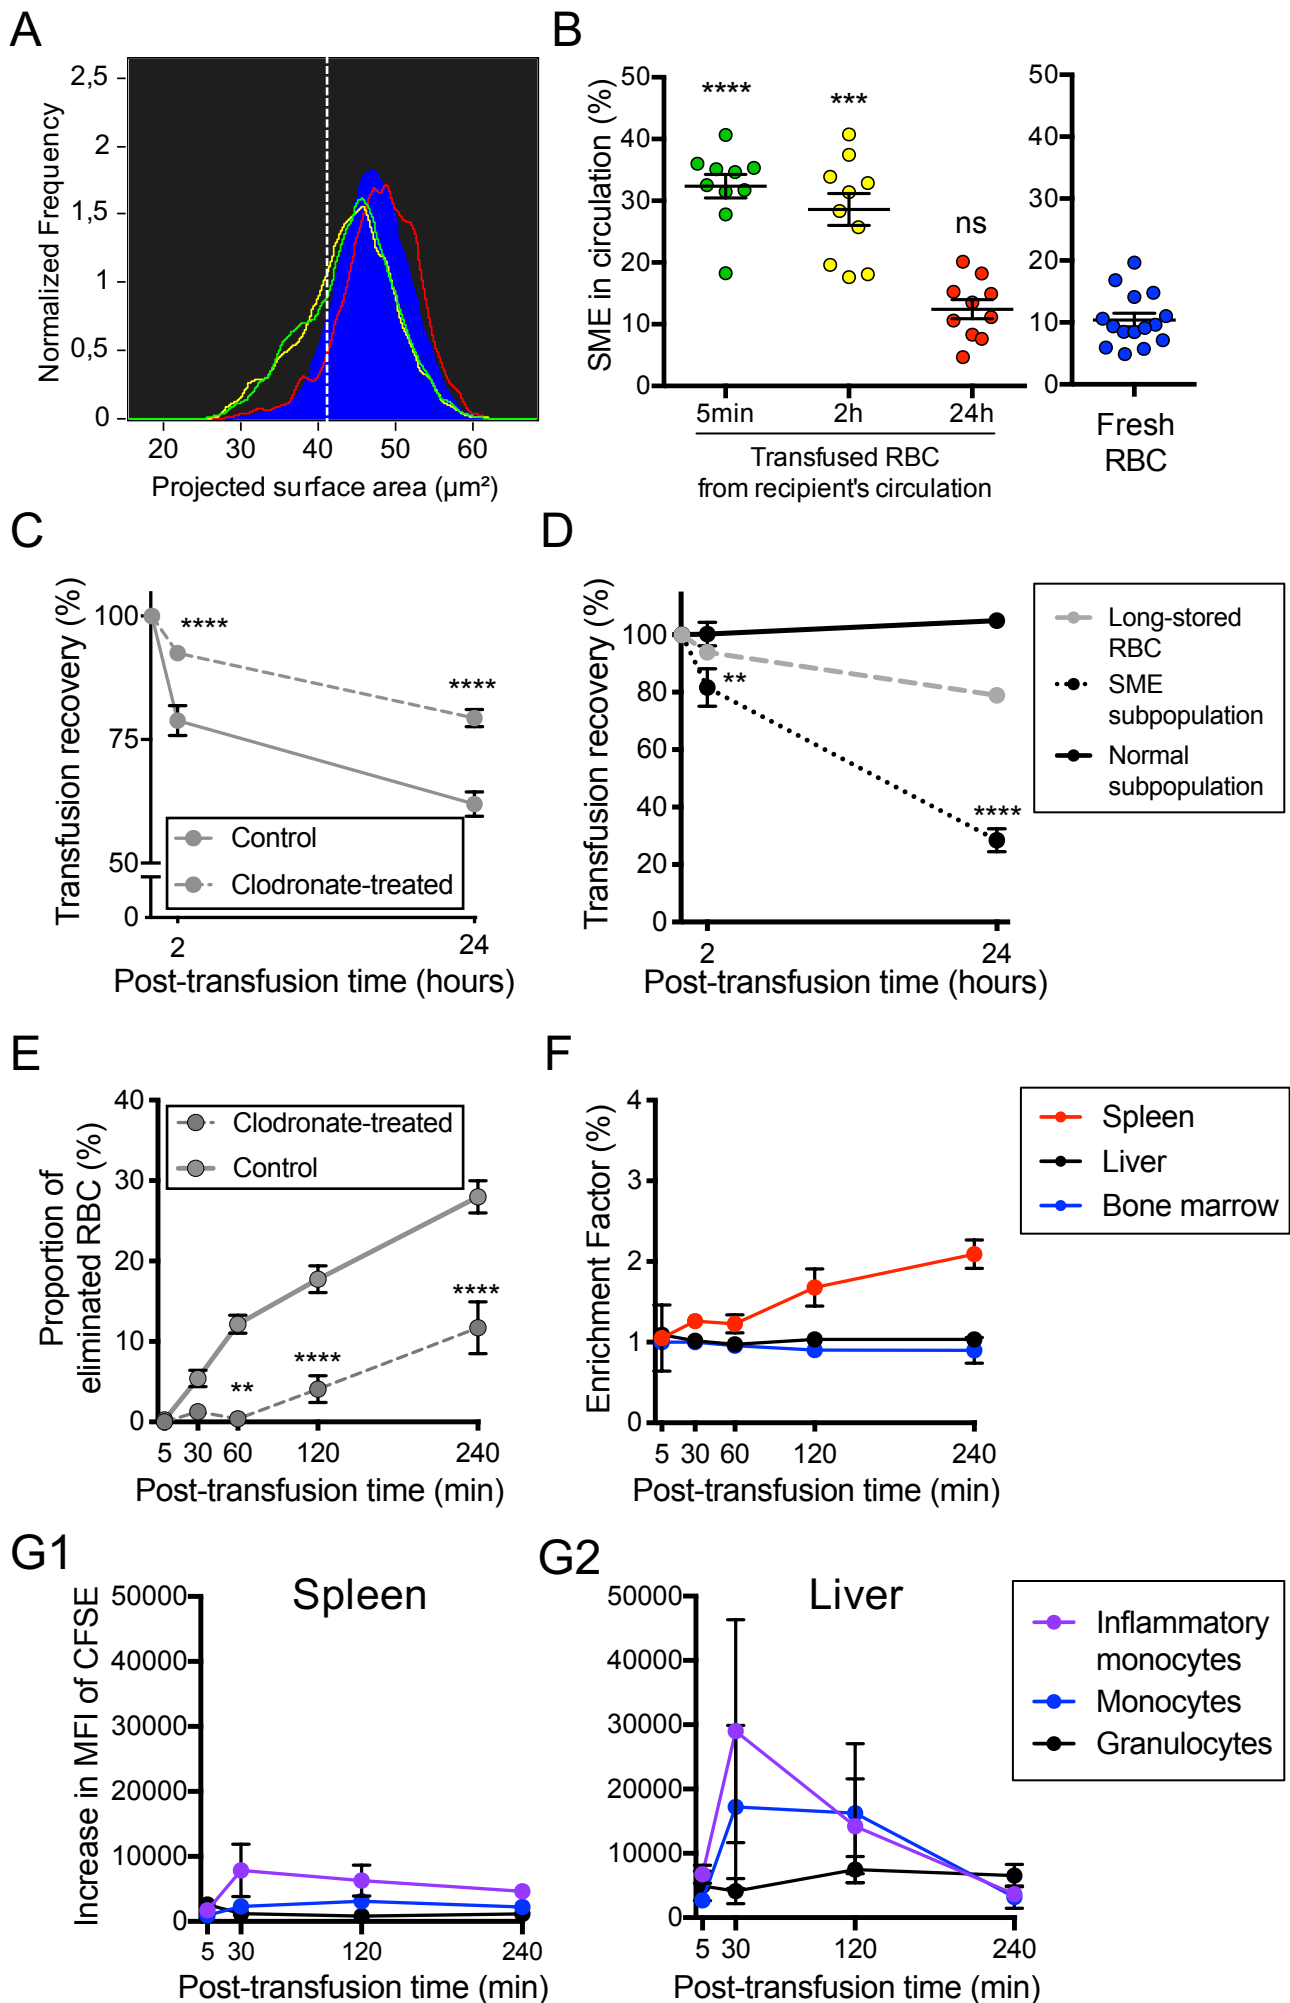 A
2,5
2
1.5
1
0,5
0
Normalized Frequency
20 30 40 50 60
Projected surface area (µm²)
B
50
40
30
20
10
0
SME in circulation (%)
**** *** ns
5min 2h 24h
Transfused RBC
from recipient's circulation
50
40
30
20
10
0
Fresh
RBC
C
100
75
50
0
Transfusion recovery (%)
****
****
Control
Clodronate-treated
2 24
Post-transfusion time (hours)
D
100
80
60
40
20
0
Transfusion recovery (%)
**
****
2 24
Post-transfusion time (hours)
Long-stored
RBC
SME
subpopulation
Normal
subpopulation
E
40
30
20
10
0
Proportion of
eliminated RBC (%)
Clodronate-treated
Control
**
****
****
5 30 60 120 240
Post-transfusion time (min)
F
4
3
2
1
0
Enrichment Factor (%)
5 30 60 120 240
Post-transfusion time (min)
Spleen
Liver
Bone marrow
G1
Spleen
50000
40000
30000
20000
10000
0
Increase in MFI of CFSE
5 30 120 240
Post-transfusion time (min)
G2
Liver
50000
40000
30000
20000
10000
0
5 30 120 240
Post-transfusion time (min)
Inflammatory
monocytes
Monocytes
Granulocytes